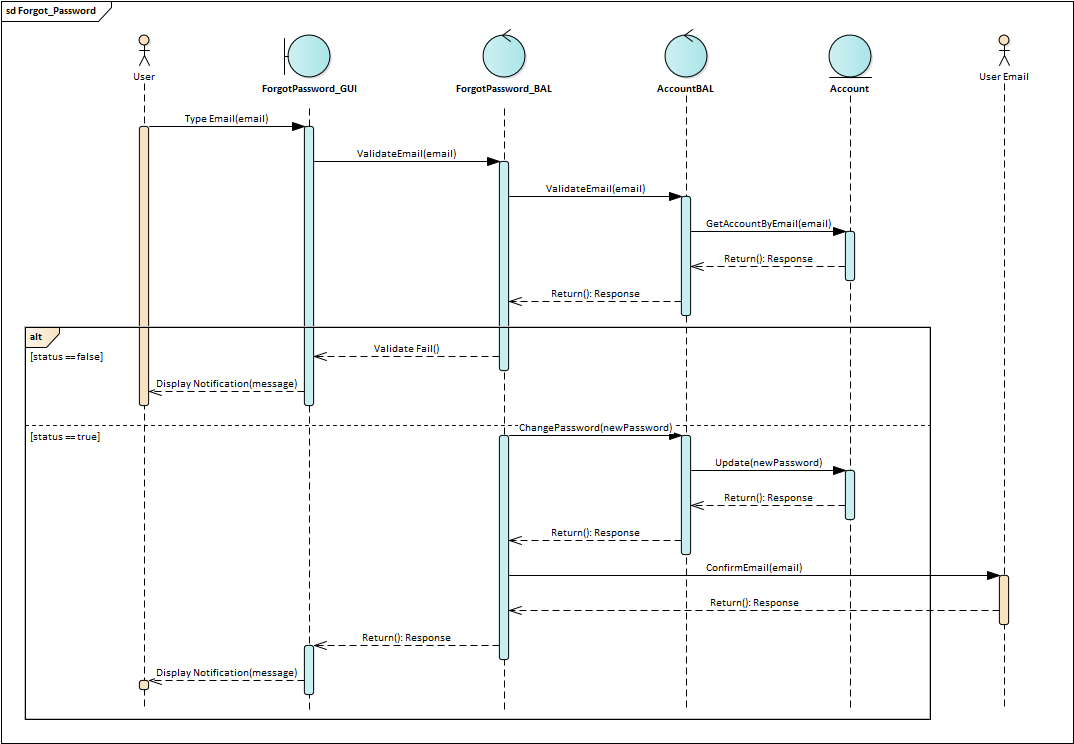 sd Forgot_Password
User
ForgotPassword_GUI
ForgotPassword_BAL
AccountBAL
Account
User Email
Type Email(email)
ValidateEmail(email)
ValidateEmail(email)
GetAccountByEmail(email)
Return(): Response
Return(): Response
alt
[status ==false]
Validate Fail()
Display Notification(message)
[status ==true]
ChangePassword(newPassword)
Update(newPassword)
Return(): Response
Return(): Response
ConfirmEmail(email)
Return(): Response
Return(): Response
Display Notification(message)